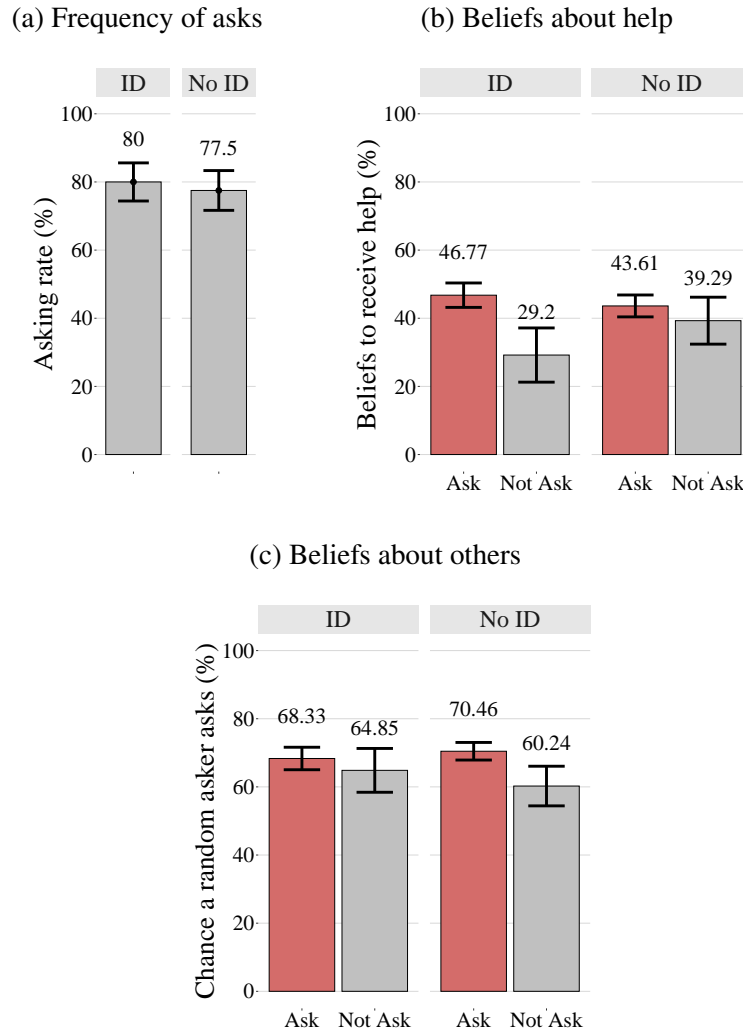 (a) Frequency of asks
(b) Beliefs about help
ID No ID
ID No ID
Asking rate (%)
100
80
60
40
20
0
80
77.5
Beliefs to receive help (%)
100
80
60
40
20
0
46.77
29.2
43.61
39.29
Ask Not Ask Ask Not Ask
(c) Beliefs about others
ID No ID
Chance a random asker asks (%)
100
80
60
40
20
0
68.33
64.85
70.46
60.24
Ask Not Ask Ask Not Ask